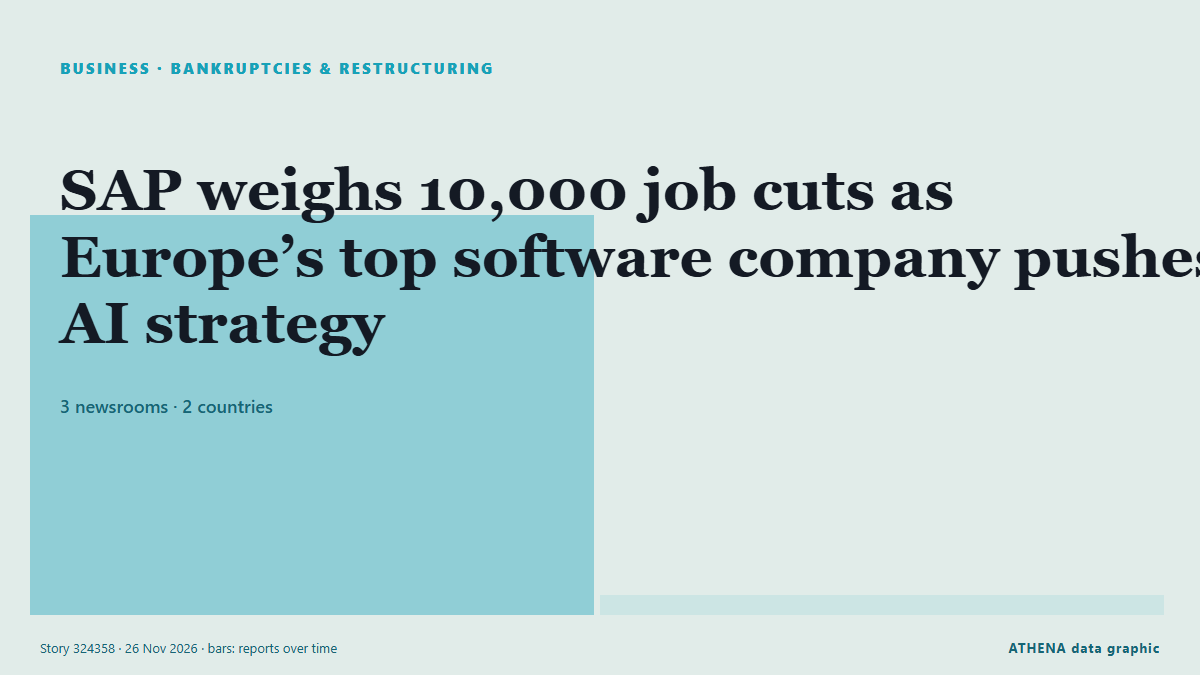 BUSINESS · BANKRUPTCIES & RESTRUCTURING
SAP weighs 10,000 job cuts as
Europe’s top software company pushes
AI strategy
3 newsrooms · 2 countries
Story 324358 · 26 Nov 2026 · bars: reports over time
ATHENA data graphic